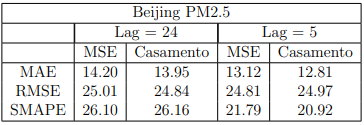 Beijing PM2.5
Lag = 24 Lag = 5
MSE Casamento MSE Casamento
MAE 14.20 13.95 13.12 12.81
RMSE 25.01 24.84 24.81 24.97
SMAPE 26.10 26.16 21.79 20.92